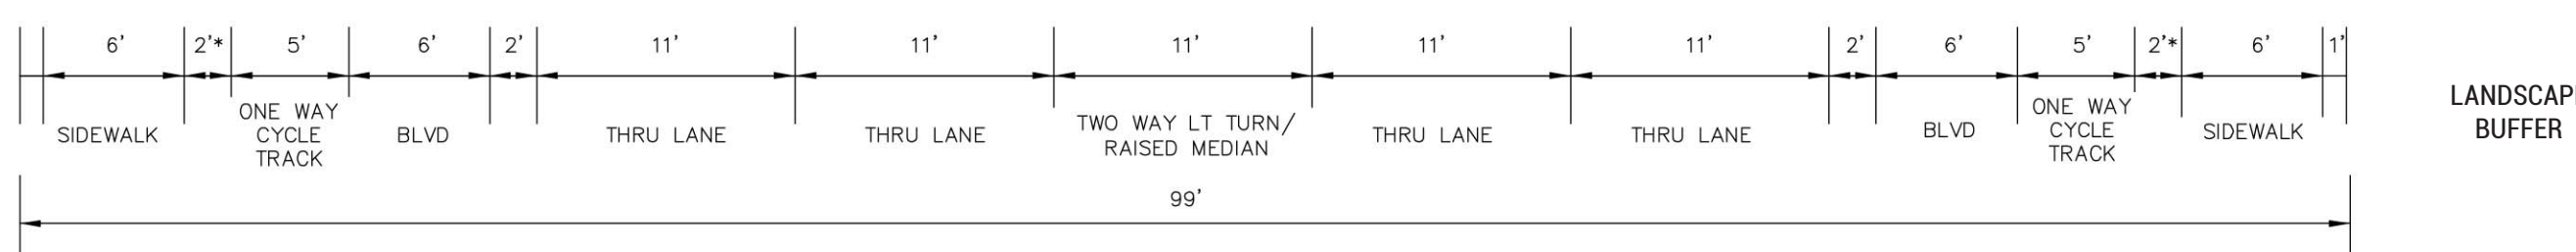 6' 2'* 5' 6' 2' 11' 11' 11' 11' 11' 2' 6' 5' 2'* 6' 1'
SIDEWALK
ONE WAY
CYCLE
TRACK
BLVD
THRU LANE
THRU LANE
TWO WAY LT TURN/
RAISED MEDIAN
THRU LANE
THRU LANE
BLVD
ONE WAY
CYCLE
TRACK
SIDEWALK
LANDSCAP
BUFFER
99'